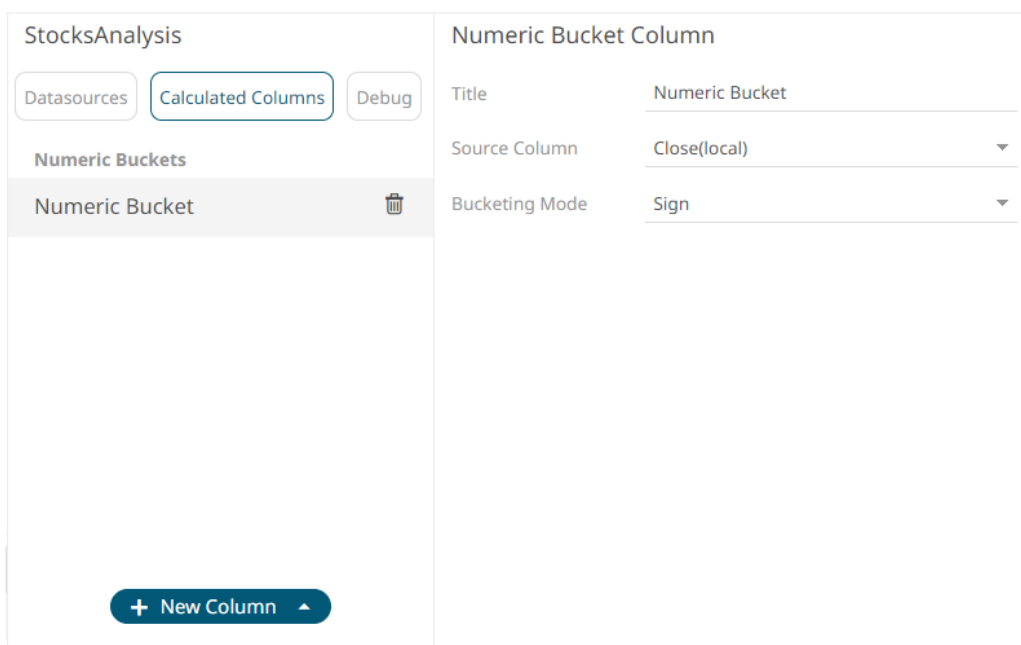 StocksAnalysis
Datasources Calculated Columns Debug
Numeric Buckets
Numeric Bucket
+ New Column
Numeric Bucket Column
Title Numeric Bucket
Source Column Close(local)
Bucketing Mode Sign